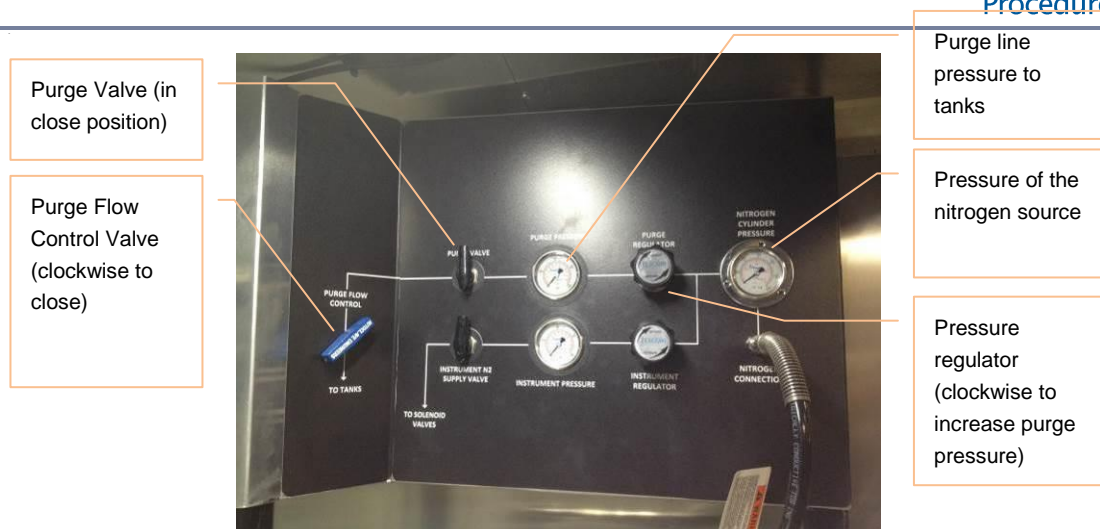 Procedure
Purge line
pressure to
tanks
Purge Valve (in
close position)
Pressure of the
nitrogen source
Purge Flow
Control Valve
(clockwise to
close)
Pressure
regulator
(clockwise to
increase purge
pressure)
NITROGEN
CYLINDER
PRESSURE
PURGE
REGULATOR
PURGE PRESSURE
PURGE VALVE
PURGE FLOW
CONTROL
TO TANKS
INSTRUMENT N2
SUPPLY VALVE
INSTRUMENT PRESSURE
INSTRUMENT
REGULATOR
NITROGEN
CONNECTION
TO SOLENOID
VALVES